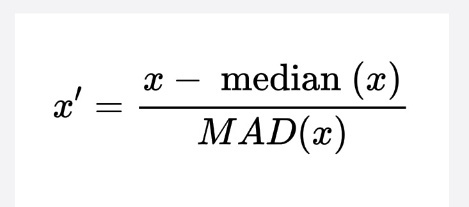 x′ = (x − median (x)) / MAD(x)